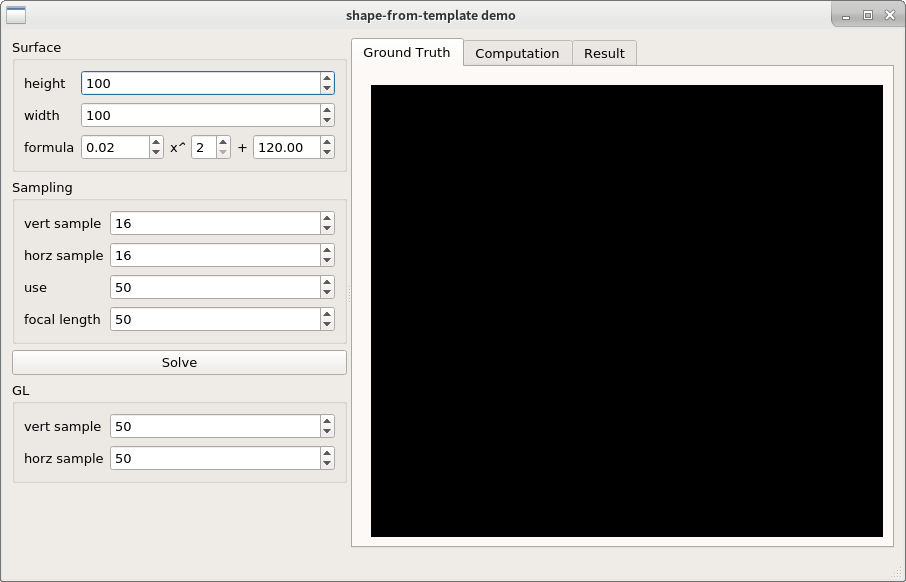 shape-from-template demo
Surface
height 100
width 100
formula 0.02 x^ 2 + 120.00
Sampling
vert sample 16
horz sample 16
use 50
focal length 50
Solve
GL
vert sample 50
horz sample 50
Ground Truth Computation Result